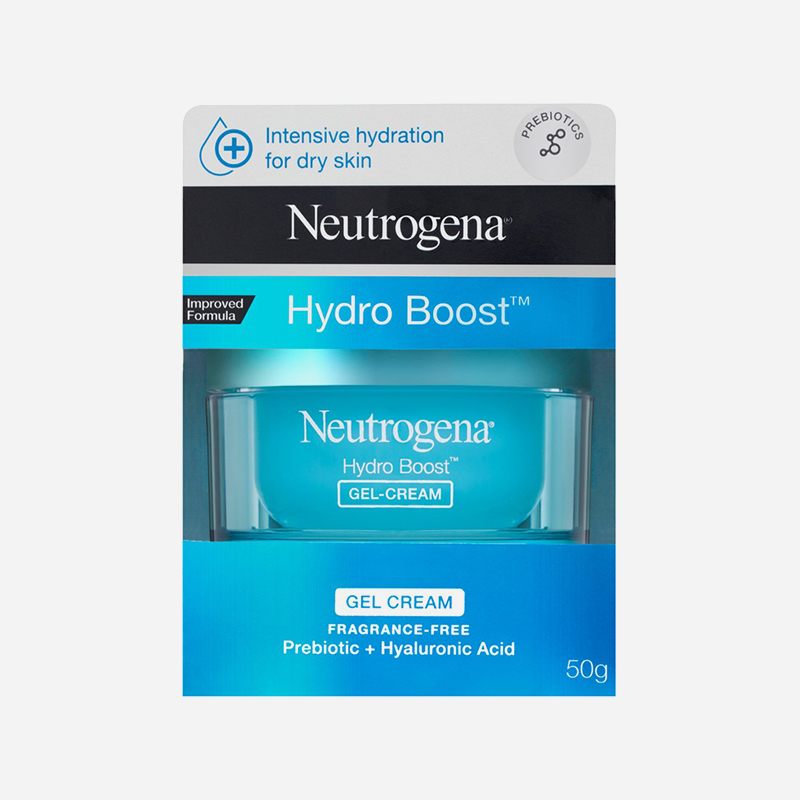 Intensive hydration
for dry skin
PREBIOTICS
Neutrogena
Improved
Formula
Hydro Boost™
Neutrogena®
Hydro Boost™
GEL-CREAM
GEL CREAM
FRAGRANCE-FREE
Prebiotic + Hyaluronic Acid
50g